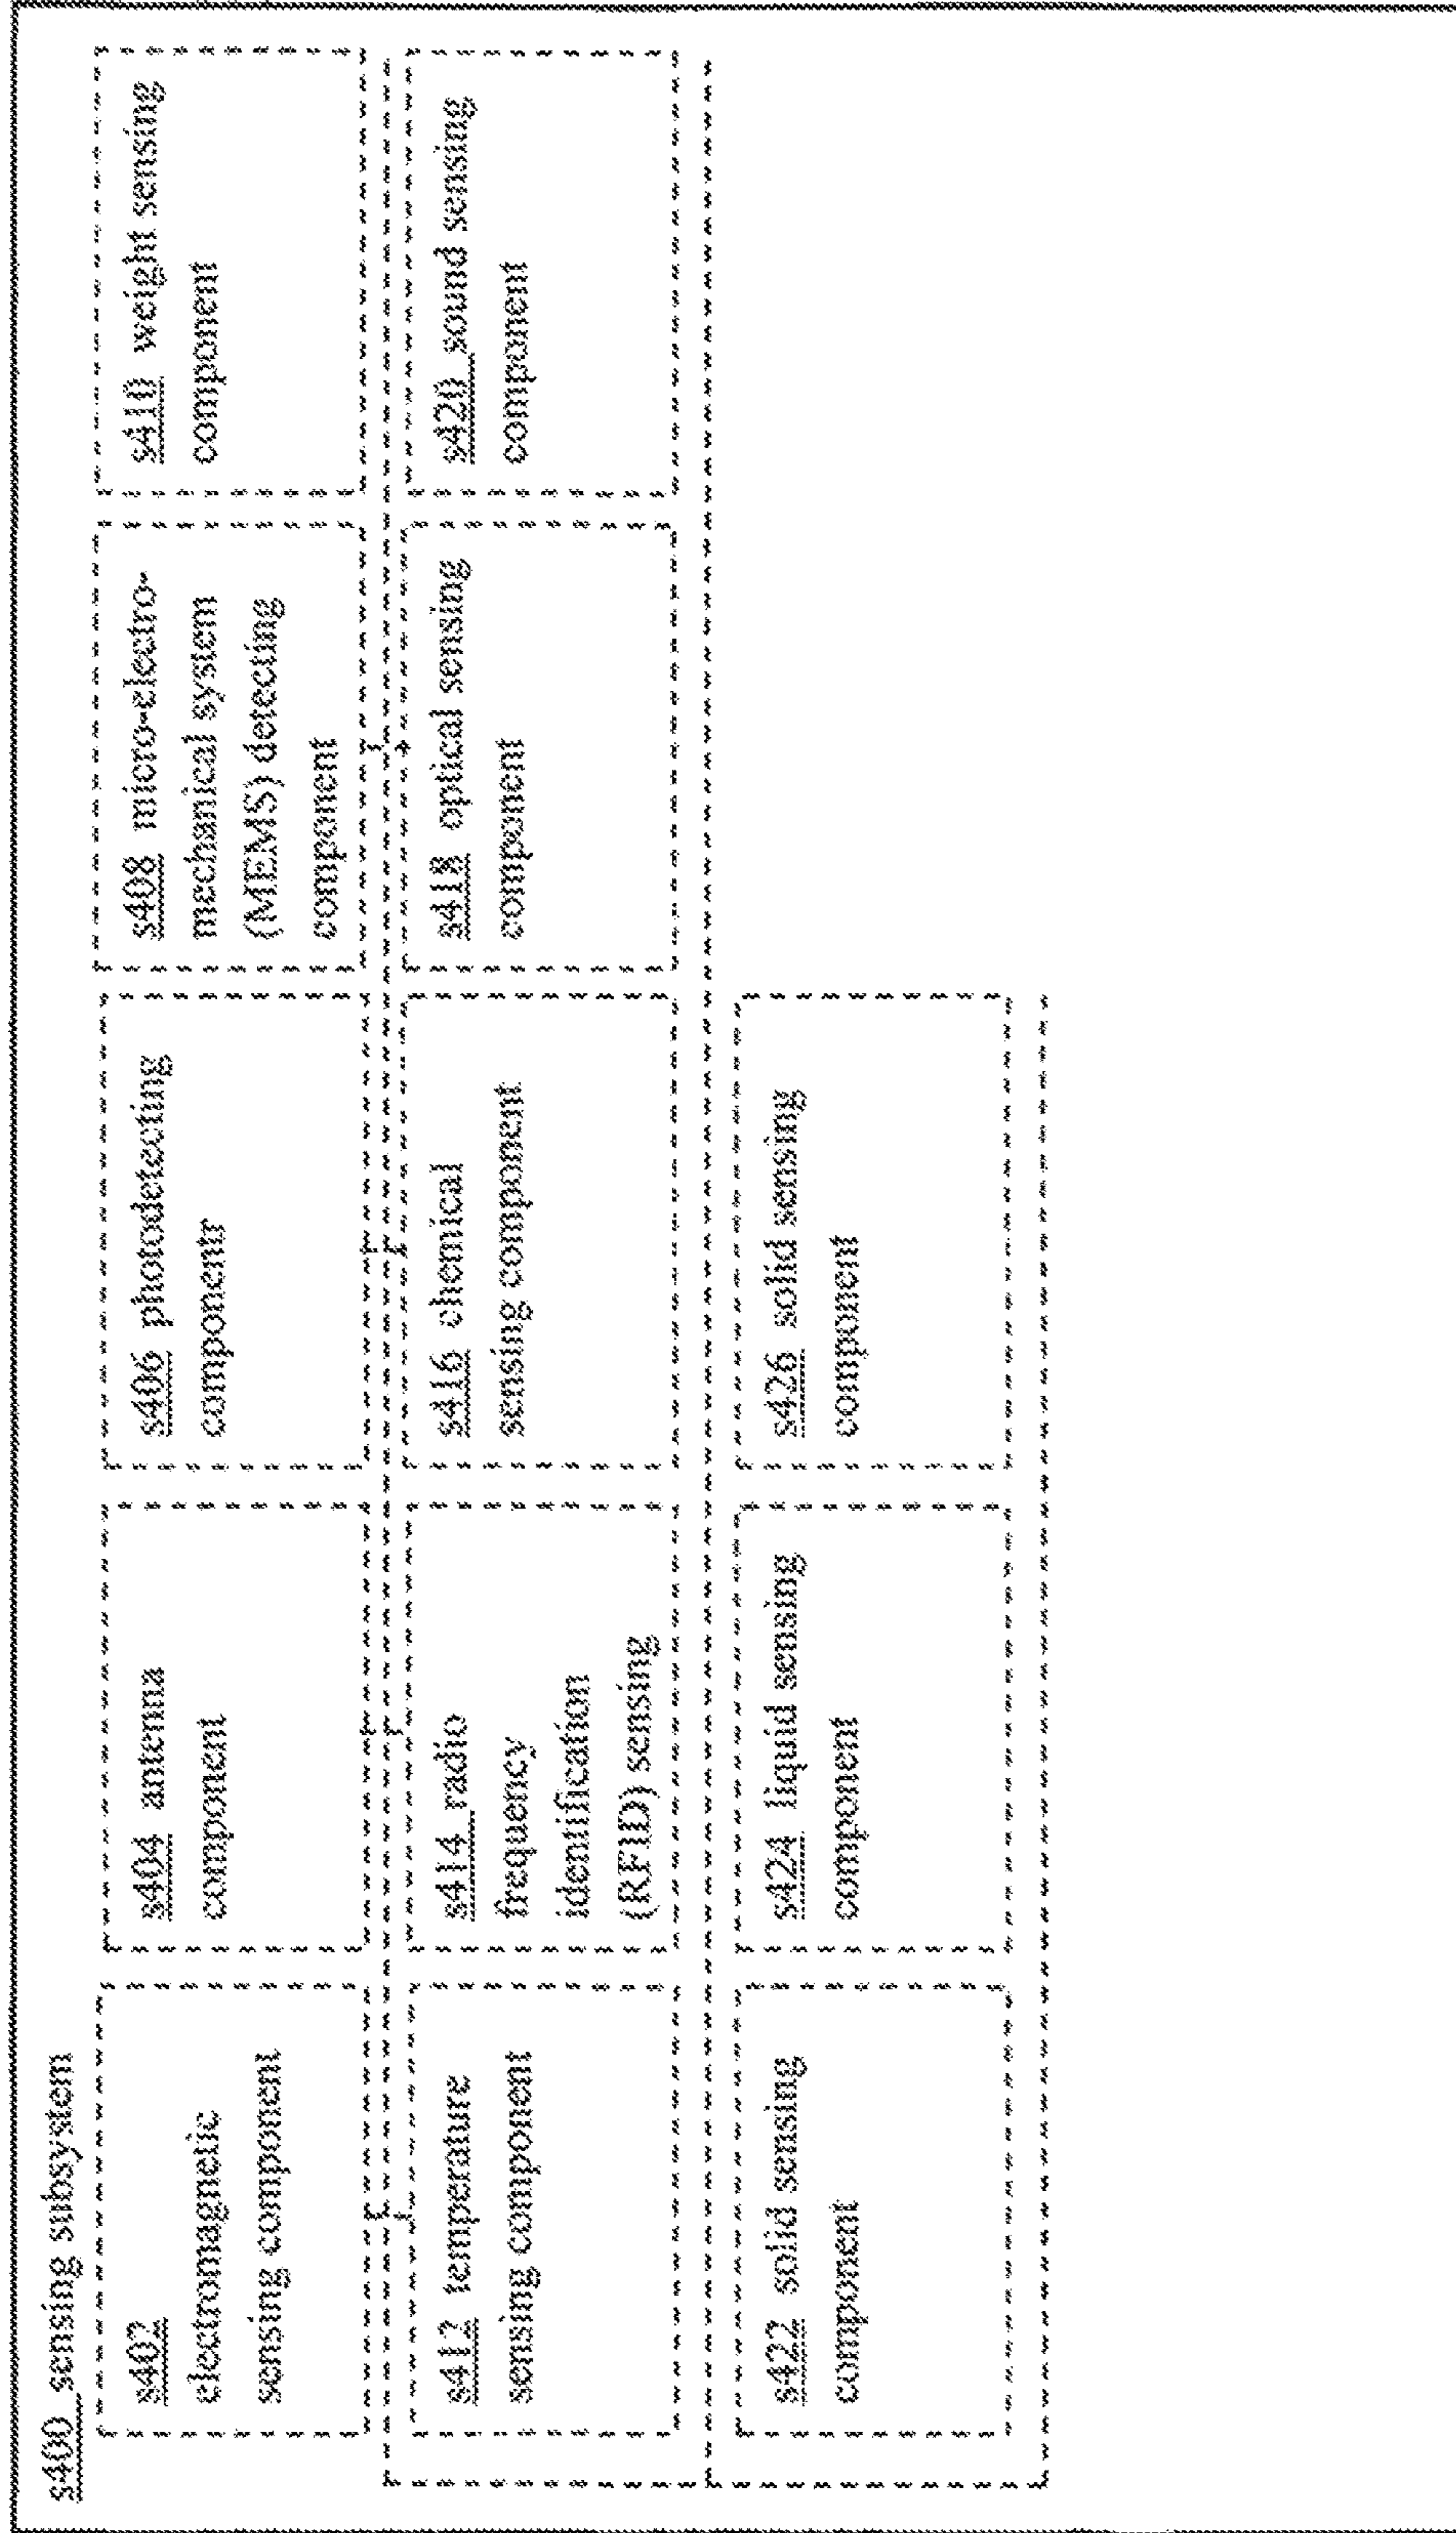 s400 sensing subsystem
s402
electromagnetic
sensing component
s404 antenna
component
s406 photodetecting
componentr
s408 micro-electro-
mechanical system
(MEMS) detecting
component
s410 weight sensing
component
s412 temperature
sensing component
s414 radio
frequency
identification
(RFID) sensing
s416 chemical
sensing component
s418 optical sensing
component
s420 sound sensing
component
s422 solid sensing
component
s424 liquid sensing
component
s426 solid sensing
component